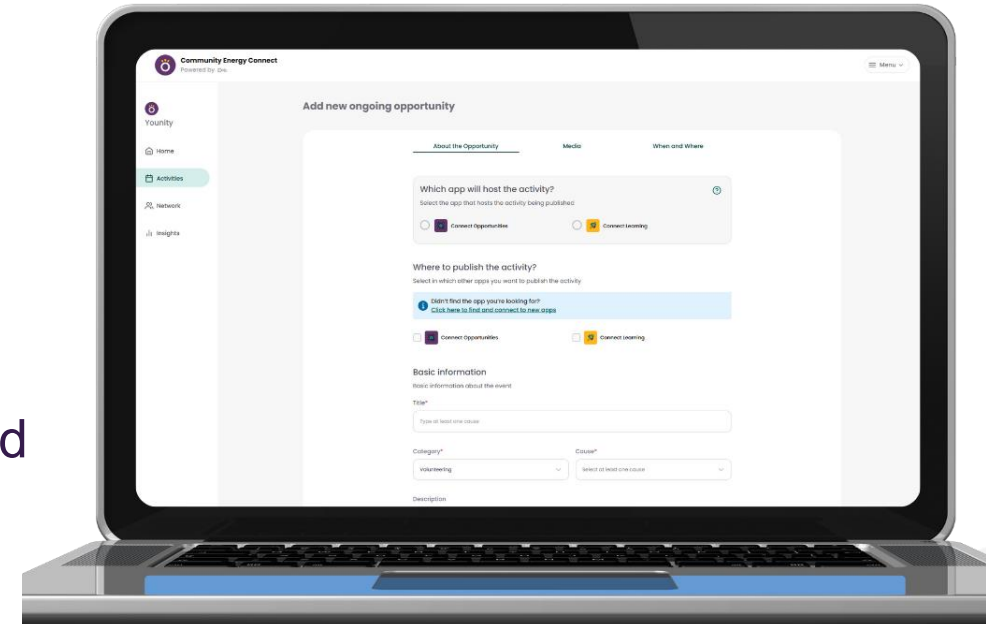 Community Energy Connect
Powered by
Menu
Younity
Home
Activities
Network
Insights
Add new ongoing opportunity
About the Opportunity
Media
When and Where
Which app will host the activity?
Select the app that hosts the activity being published
Connect Opportunities
Connect Learning
Where to publish the activity?
Select in which other apps you want to publish the activity
Didn't find the app you're looking for?
Click here to find and connect to new apps
Connect Opportunities
Connect Learning
Basic information
Basic information about the event
Title*
Type at least one cause
Category*
Cause*
Volunteering
Select at least one cause
Description
d